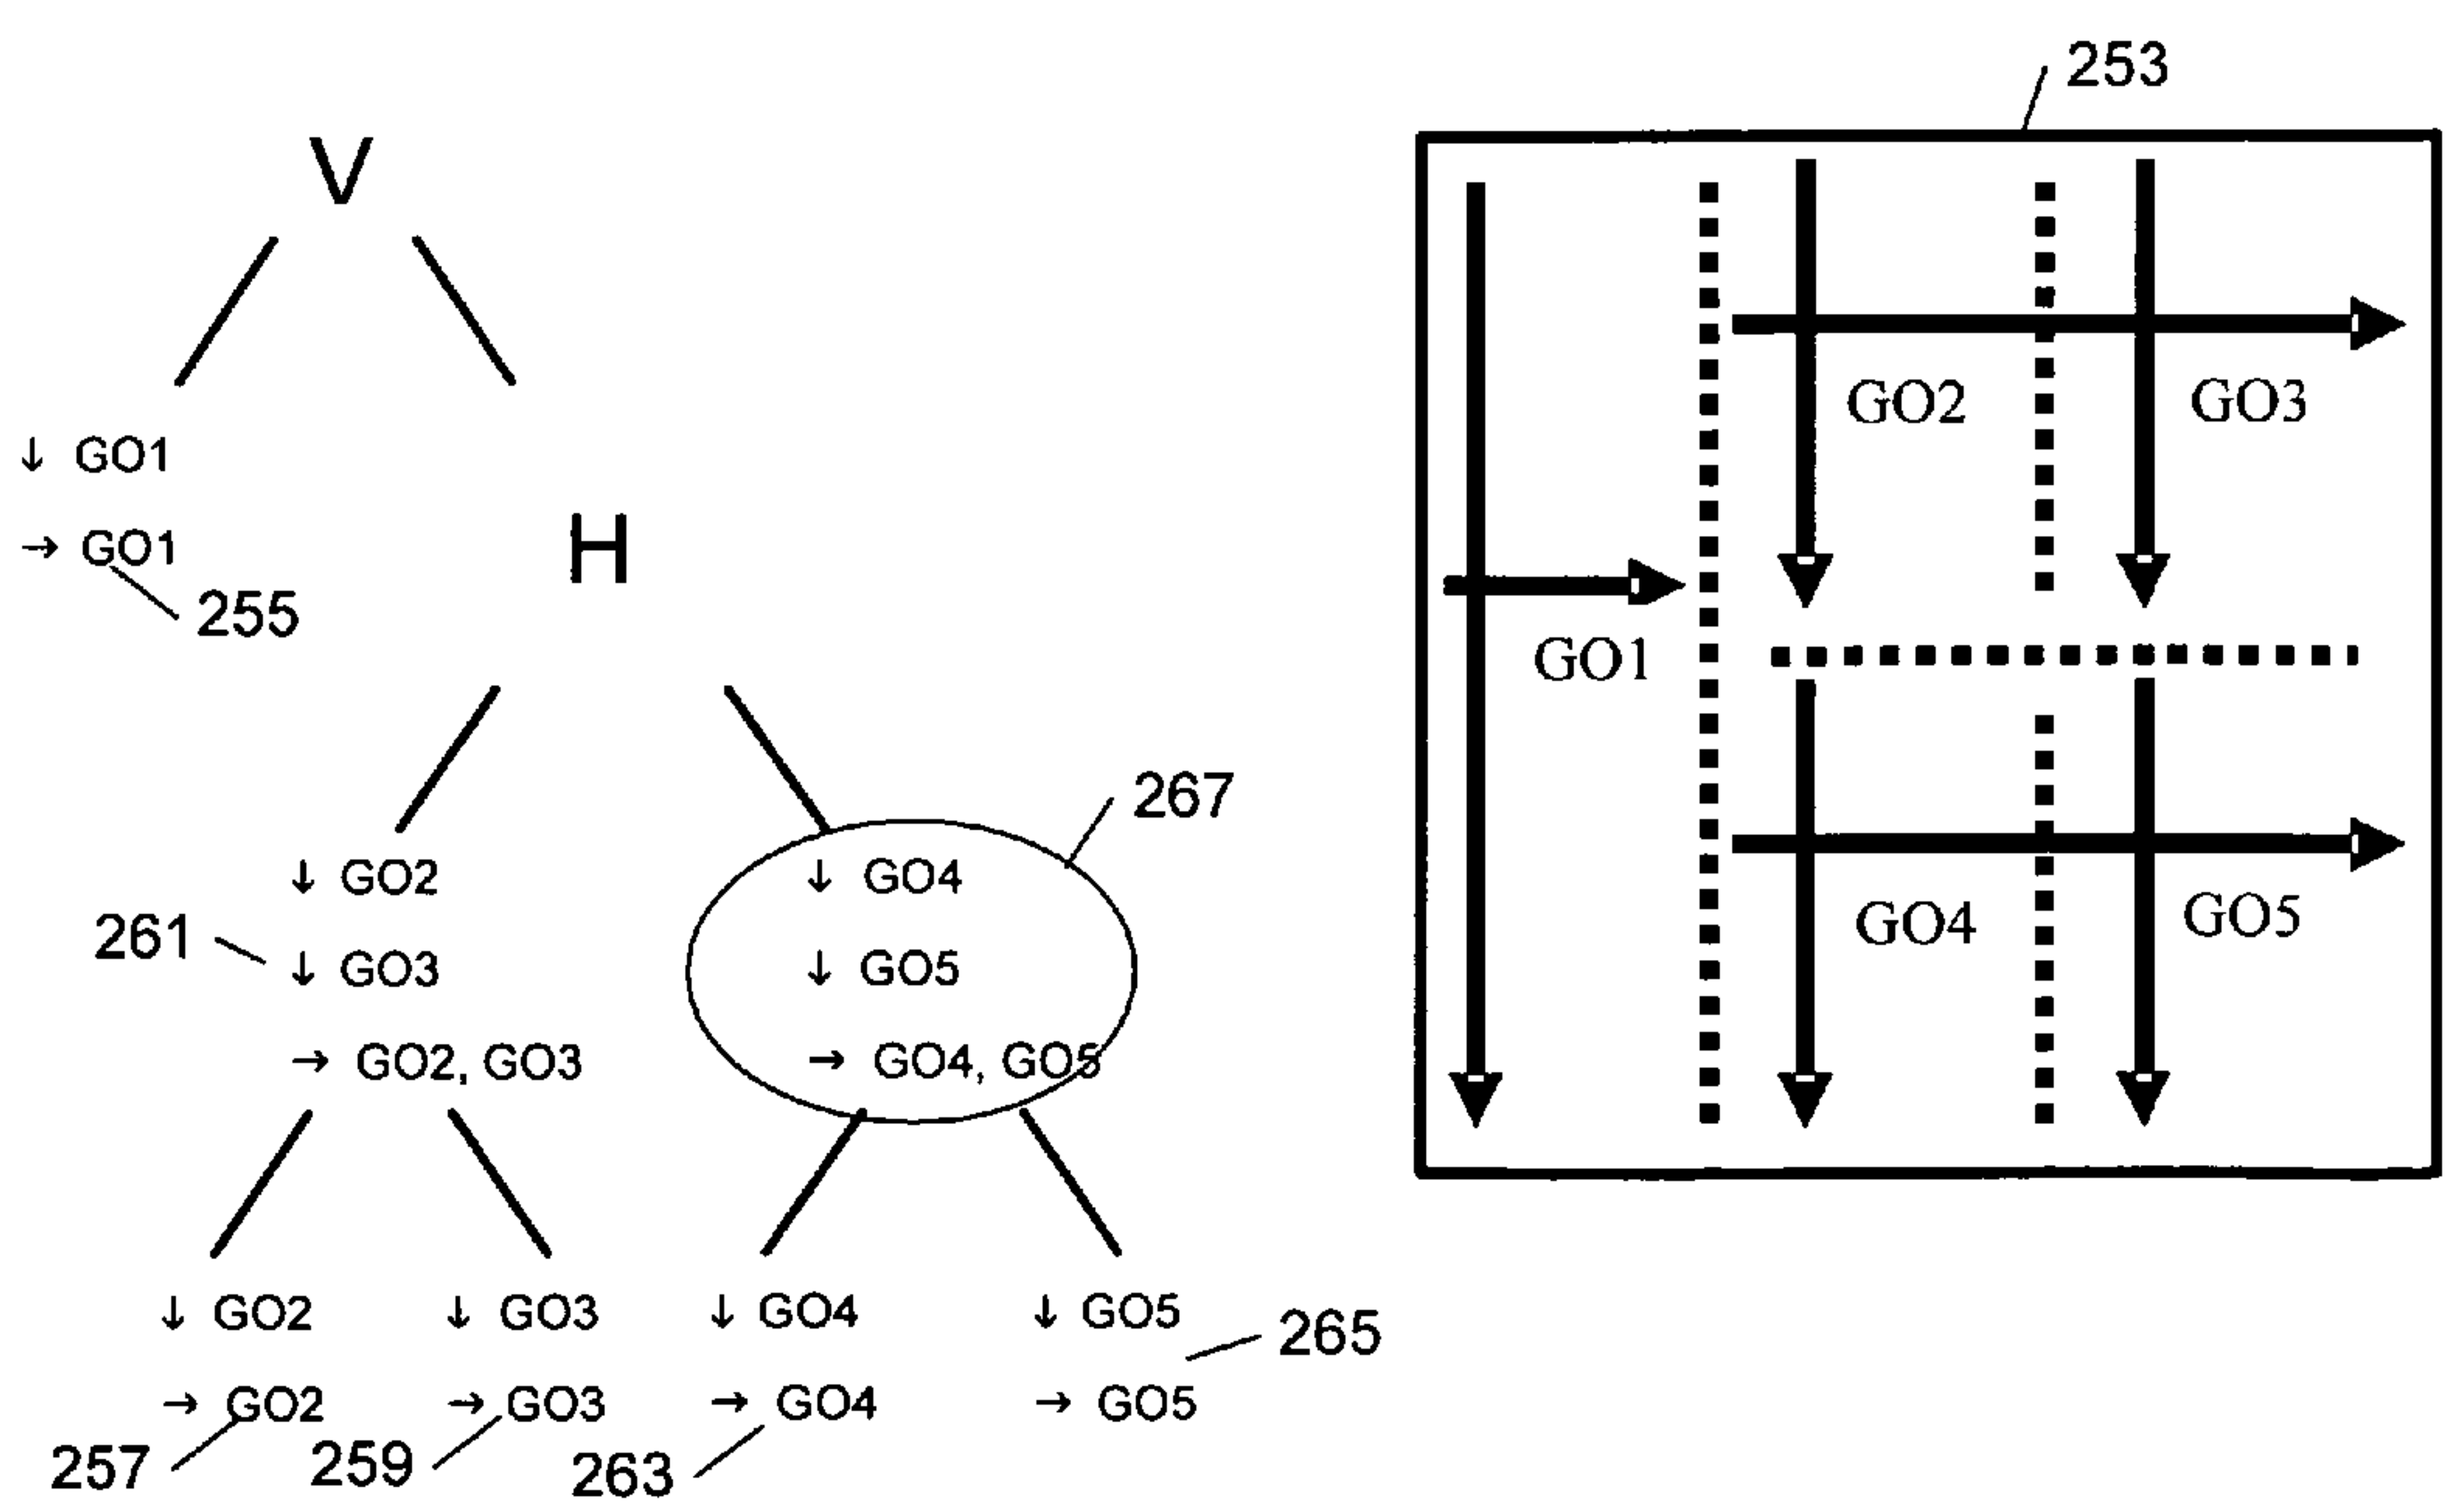 253
V
GO2 GO3
↓ GO1
→ GO1
H
255
GO1
↓ GO2
↓ GO4
267
261
↓ GO3
↓ GO5
GO4 GO5
→ GO2, GO3
→ GO4, GO5
↓ GO2 ↓ GO3 ↓ GO4 ↓ GO5
265
→ GO2 → GO3 → GO4 → GO5
257 259 263